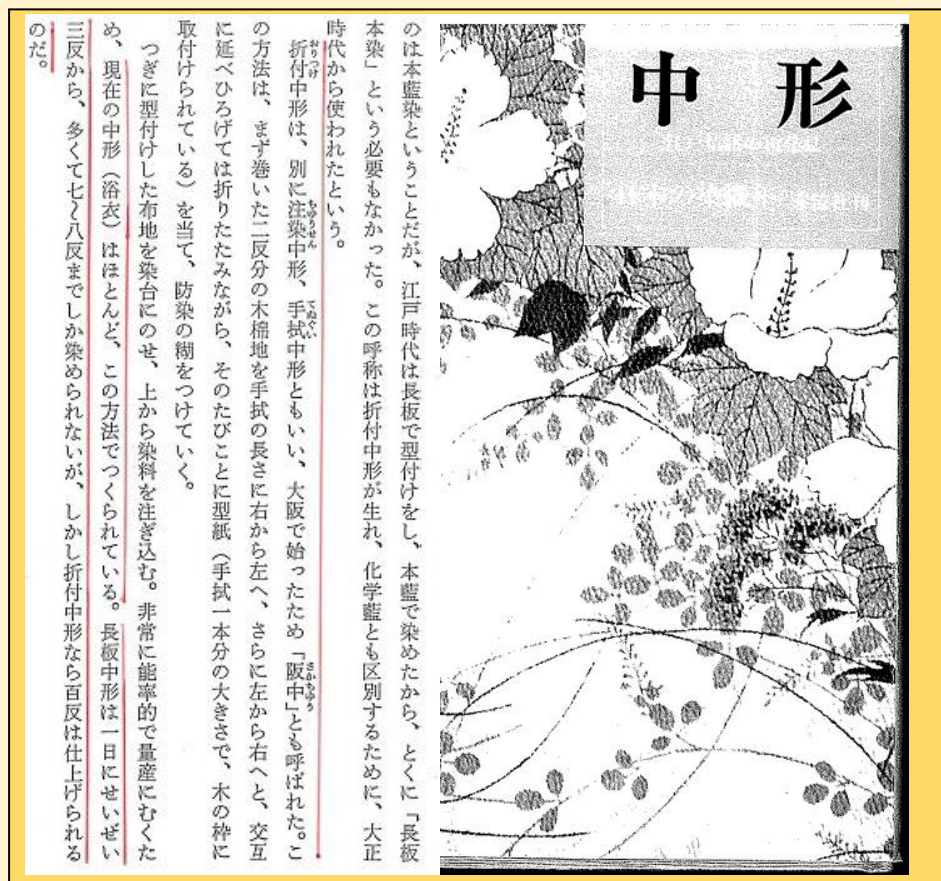 のは本藍染ということだが、江戸時代は長板で型付けをし、本藍で染めたから、とくに「長板
本染」という必要もなかった。この呼称は折付中形が生れ、化学藍とも区別するために、大正
時代から使われたという。
折付中形は、別に注染中形、手拭中形ともいい、大阪で始ったため「阪中」とも呼ばれた。こ
の方法は、まず巻いた二反分の木棉地を手拭の長さに右から左へ、さらに左から右へと、交互
に延べひろげては折りたたみながら、そのたびことに型紙（手拭一本分の大きさで、木の枠に
取付けられている）を当て、防染の糊をつけていく。
つぎに型付けした布地を染台にのせ、上から染料を注ぎ込む。非常に能率的で量産にむくた
め、現在の中形（浴衣）はほとんど、この方法でつくられている。長板中形は一日にせいぜい
三反から、多くて七〜八反までしか染められないが、しかし折付中形なら百反は仕上げられる
のだ。
中形